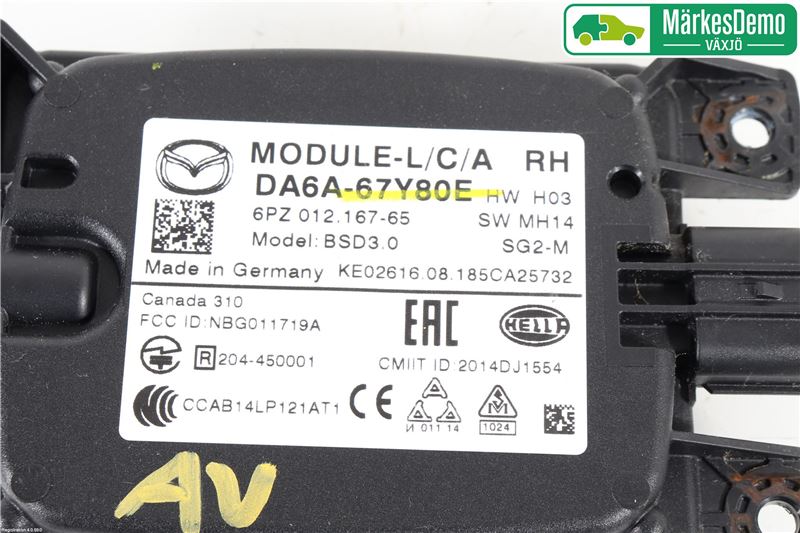 MärkesDemo
VÄXJÖ
MODULE-L/C/A RH
DA6A-67Y80E HW H03
6PZ 012.167-65 SW MH14
Model: BSD3.0 SG2-M
Made in Germany KE02616.08.185CA25732
Canada 310
FCC ID:NBG011719A
EAC HELLA
R 204-450001 CMIIT ID:2014DJ1554
CCAB14LP121AT1 CE
И 011 14 1024
AV